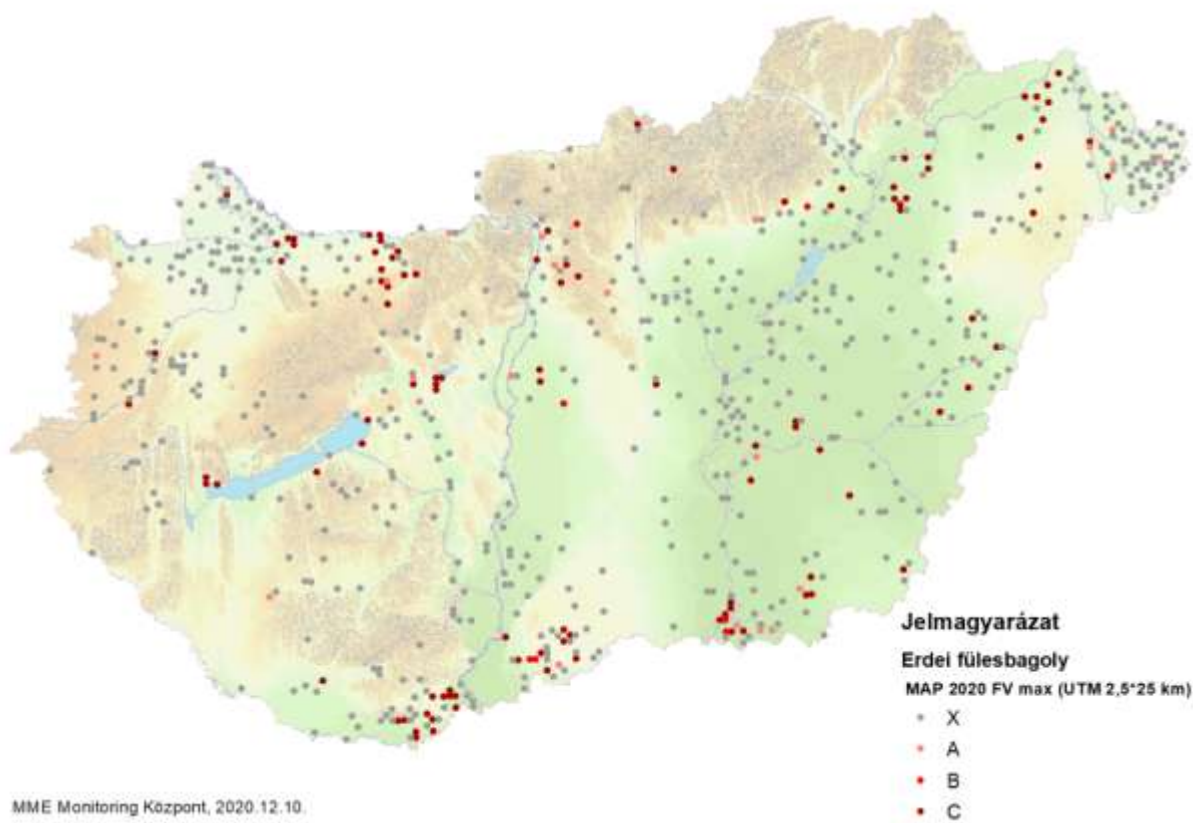 Jelmagyarázat
Erdei fülesbagoly
MAP 2020 FV max (UTM 2,5*25 km)
X
A
B
C
MME Monitoring Központ, 2020.12.10.